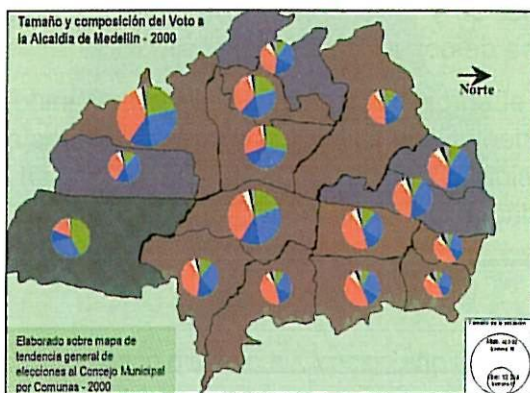 Tamaño y composición del Voto a
la Alcaldía de Medellín - 2000
Norte
Elaborado sobre mapa de
tendencia general de
elecciones al Concejo Municipal
por Comunas - 2000